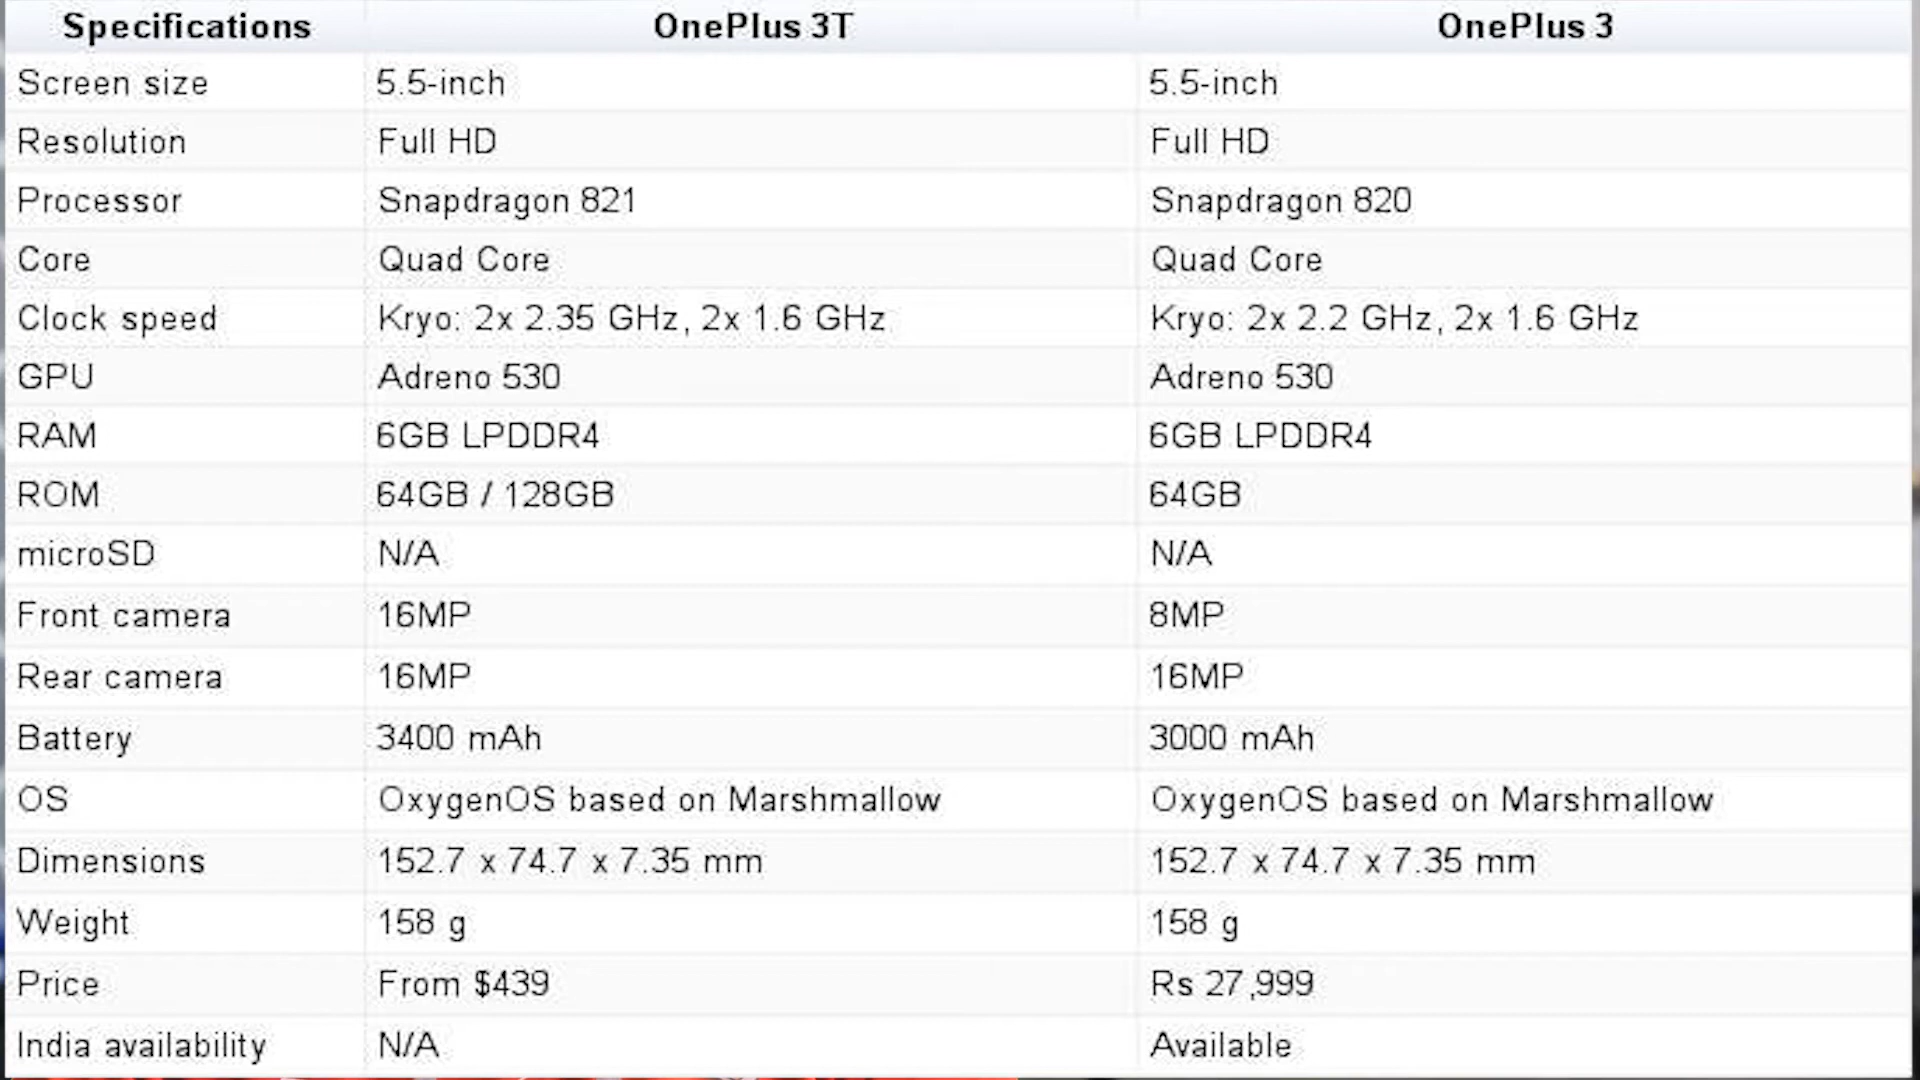 Specifications OnePlus 3T OnePlus 3
Screen size 5.5-inch 5.5-inch
Resolution Full HD Full HD
Processor Snapdragon 821 Snapdragon 820
Core Quad Core Quad Core
Clock speed Kryo: 2x 2.35 GHz, 2x 1.6 GHz Kryo: 2x 2.2 GHz, 2x 1.6 GHz
GPU Adreno 530 Adreno 530
RAM 6GB LPDDR4 6GB LPDDR4
ROM 64GB / 128GB 64GB
microSD N/A N/A
Front camera 16MP 8MP
Rear camera 16MP 16MP
Battery 3400 mAh 3000 mAh
OS OxygenOS based on Marshmallow OxygenOS based on Marshmallow
Dimensions 152.7 x 74.7 x 7.35 mm 152.7 x 74.7 x 7.35 mm
Weight 158 g 158 g
Price From $439 Rs 27,999
India availability N/A Available